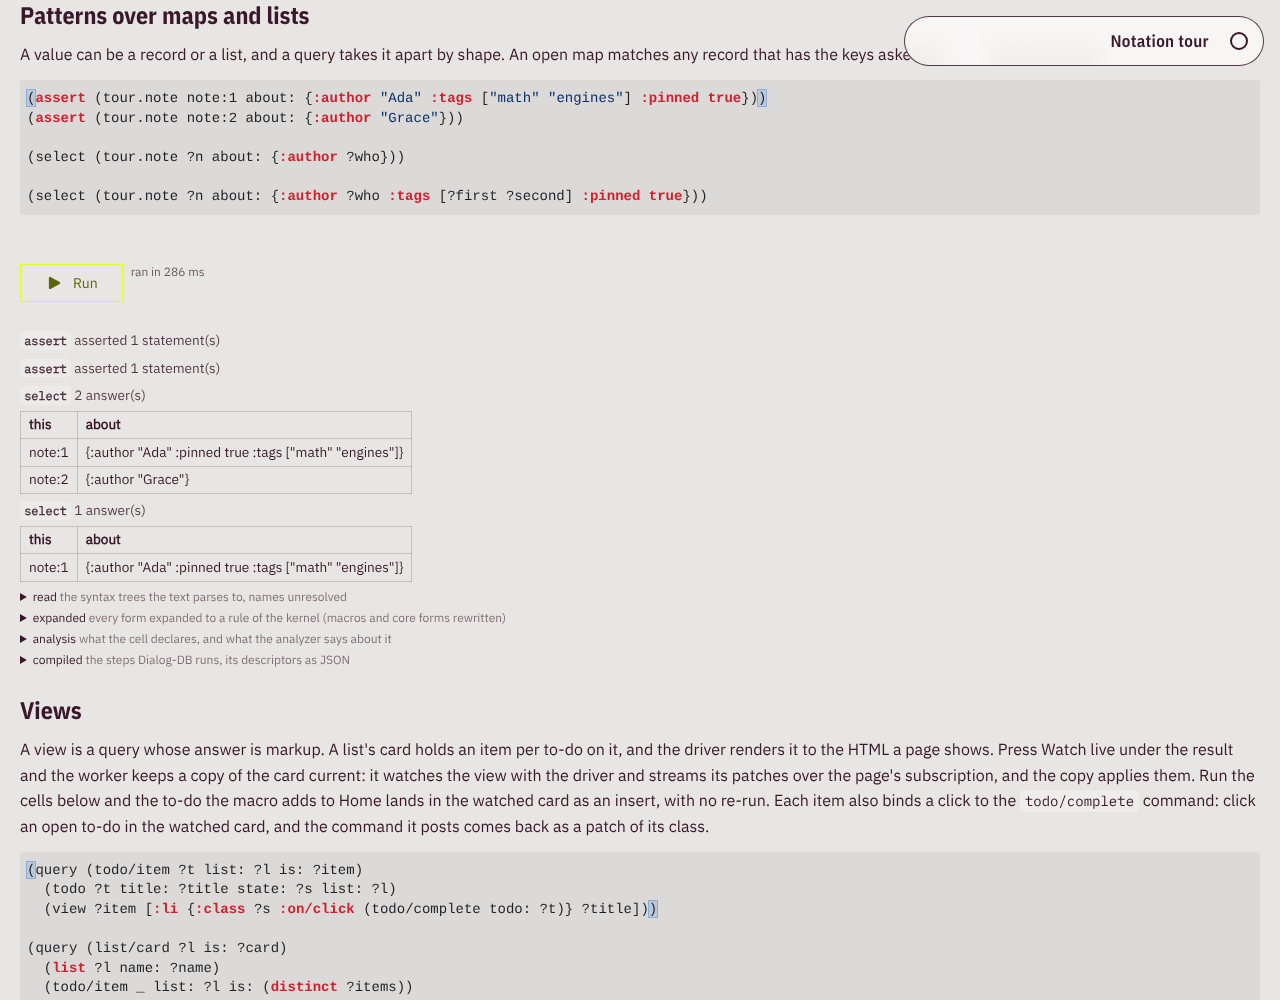 Patterns over maps and lists
Notation tour
A value can be a record or a list, and a query takes it apart by shape. An open map matches any record that has the keys aske
(assert (tour.note note:1 about: {:author "Ada" :tags ["math" "engines"] :pinned true}))
(assert (tour.note note:2 about: {:author "Grace"}))
(select (tour.note ?n about: {:author ?who}))
(select (tour.note ?n about: {:author ?who :tags [?first ?second] :pinned true}))
Run
ran in 286 ms
assert asserted 1 statement(s)
assert asserted 1 statement(s)
select 2 answer(s)
this about
note:1 {:author "Ada" :pinned true :tags ["math" "engines"]}
note:2 {:author "Grace"}
select 1 answer(s)
this about
note:1 {:author "Ada" :pinned true :tags ["math" "engines"]}
read the syntax trees the text parses to, names unresolved
expanded every form expanded to a rule of the kernel (macros and core forms rewritten)
analysis what the cell declares, and what the analyzer says about it
compiled the steps Dialog-DB runs, its descriptors as JSON
Views
A view is a query whose answer is markup. A list's card holds an item per to-do on it, and the driver renders it to the HTML a page shows. Press Watch live under the result
and the worker keeps a copy of the card current: it watches the view with the driver and streams its patches over the page's subscription, and the copy applies them. Run the
cells below and the to-do the macro adds to Home lands in the watched card as an insert, with no re-run. Each item also binds a click to the todo/complete command: click
an open to-do in the watched card, and the command it posts comes back as a patch of its class.
(query (todo/item ?t list: ?l is: ?item)
(todo ?t title: ?title state: ?s list: ?l)
(view ?item [:li {:class ?s :on/click (todo/complete todo: ?t)} ?title]))
(query (list/card ?l is: ?card)
(list ?l name: ?name)
(todo/item _ list: ?l is: (distinct ?items))